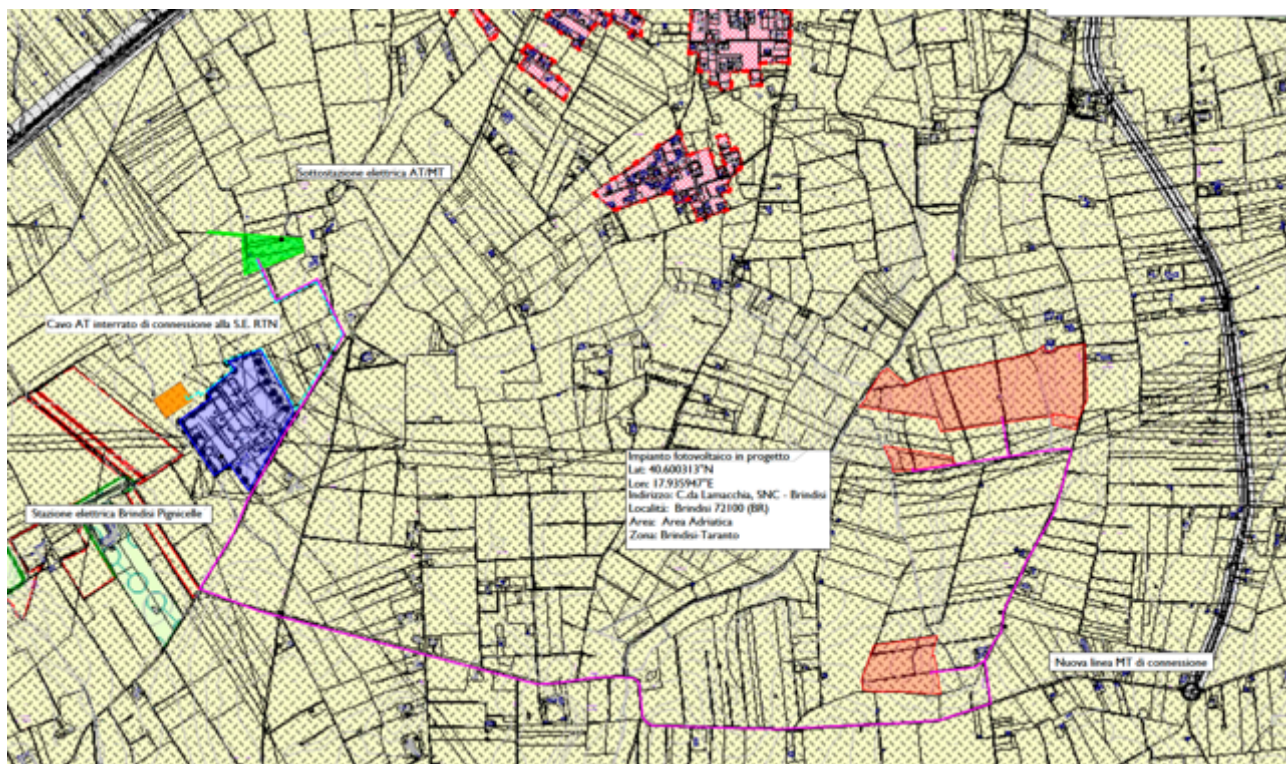 Sottostazione elettrica AT/MT
Cavo AT interrato di connessione alla S.E. RTN
Impianto fotovoltaico in progetto
Lat: 40.600313°N
Lon: 17.935947°E
Indirizzo: C.da Lamacchia, SNC - Brindisi
Località: Brindisi 72100 (BR)
Area: Area Adriatica
Zona: Brindisi-Taranto
Stazione elettrica Brindisi Pignicelle
Nuova linea MT di connessione